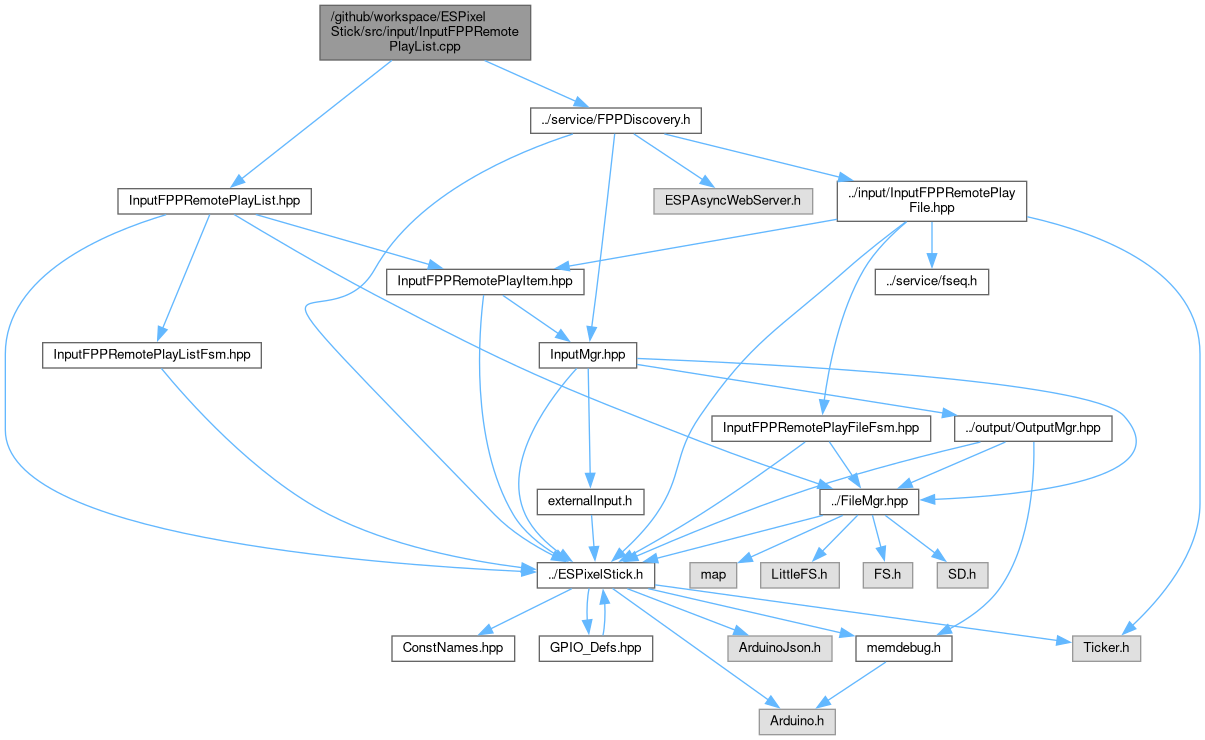 /github/workspace/ESPixel
Stick/src/input/InputFPPRemote
PlayList.cpp
../service/FPPDiscovery.h
InputFPPRemotePlayList.hpp
ESPAsyncWebServer.h
../input/InputFPPRemotePlay
File.hpp
InputFPPRemotePlayItem.hpp
../service/fseq.h
InputFPPRemotePlayListFsm.hpp
InputMgr.hpp
InputFPPRemotePlayFileFsm.hpp
../output/OutputMgr.hpp
externalInput.h
../FileMgr.hpp
../ESPixelStick.h
map
LittleFS.h
FS.h
SD.h
ConstNames.hpp
GPIO_Defs.hpp
ArduinoJson.h
memdebug.h
Ticker.h
Arduino.h